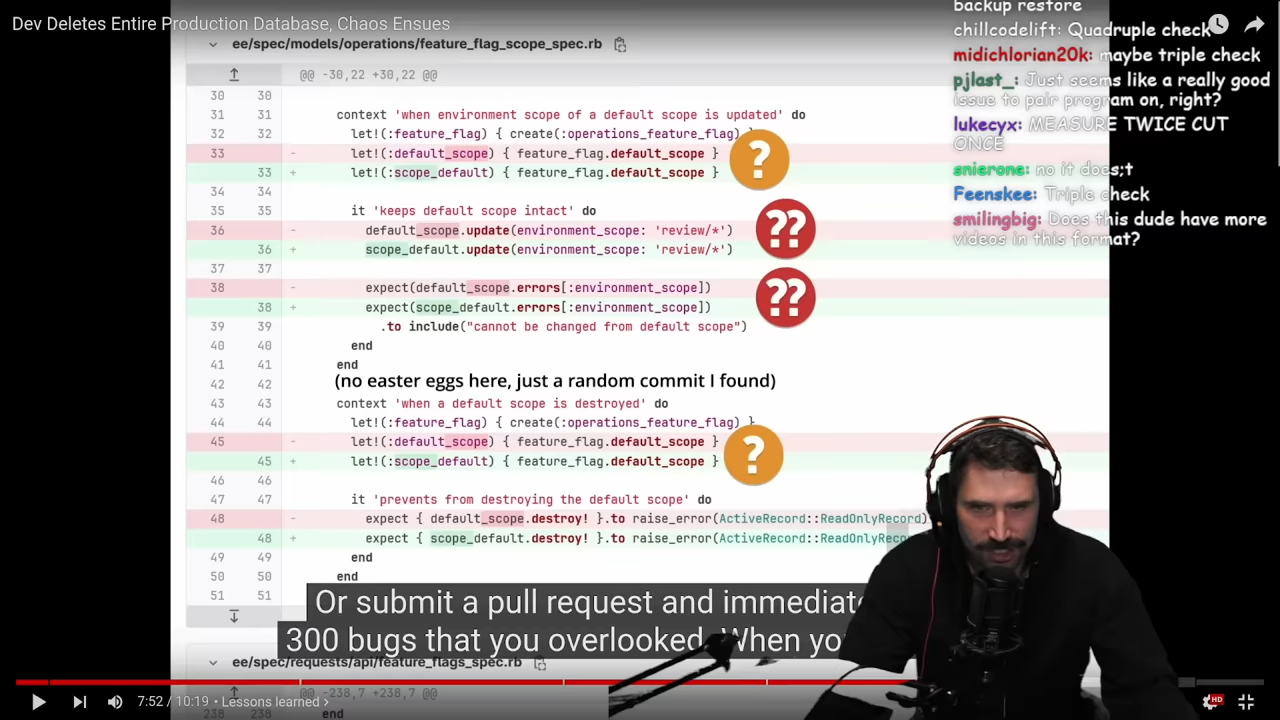 Dev Deletes Entire Production Database, Chaos Ensues
backup restore
chillcodelift: Quadruple check
midichlorian20k: maybe triple check
pjlast_: Just seems like a really good
issue to pair program on, right?
lukecyx: MEASURE TWICE CUT
ONCE
snierone: no it does;t
Feenskee: Triple check
smilingbig: Does this dude have more
videos in this format?
ee/spec/models/operations/feature_flag_scope_spec.rb
@@ -30,22 +30,22 @@
30 30
31 31 context 'when environment scope of a default scope is updated' do
32 32 let!(:feature_flag) { create(:operations_feature_flag) }
33 - let!(:default_scope) { feature_flag.default_scope }
33 + let!(:scope_default) { feature_flag.default_scope }
?
34 34
35 35 it 'keeps default scope intact' do
36 - default_scope.update(environment_scope: 'review/*')
36 + scope_default.update(environment_scope: 'review/*')
??
37 37
38 - expect(default_scope.errors[:environment_scope])
38 + expect(scope_default.errors[:environment_scope])
??
39 39 .to include("cannot be changed from default scope")
40 40 end
41 41 end
42 42
(no easter eggs here, just a random commit I found)
43 43 context 'when a default scope is destroyed' do
44 44 let!(:feature_flag) { create(:operations_feature_flag) }
45 - let!(:default_scope) { feature_flag.default_scope }
45 + let!(:scope_default) { feature_flag.default_scope }
?
46 46
47 47 it 'prevents from destroying the default scope' do
48 - expect { default_scope.destroy! }.to raise_error(ActiveRecord::ReadOnlyRecord)
48 + expect { scope_default.destroy! }.to raise_error(ActiveRecord::ReadOnlyReco
49 49 end
50 50 end
51 51
Or submit a pull request and immediate
300 bugs that you overlooked. When yo
ee/spec/requests/api/feature_flags_spec.rb
@@ -238,7 +238,7 @@
238 238 end
7:52 / 10:19 • Lessons learned >
HD